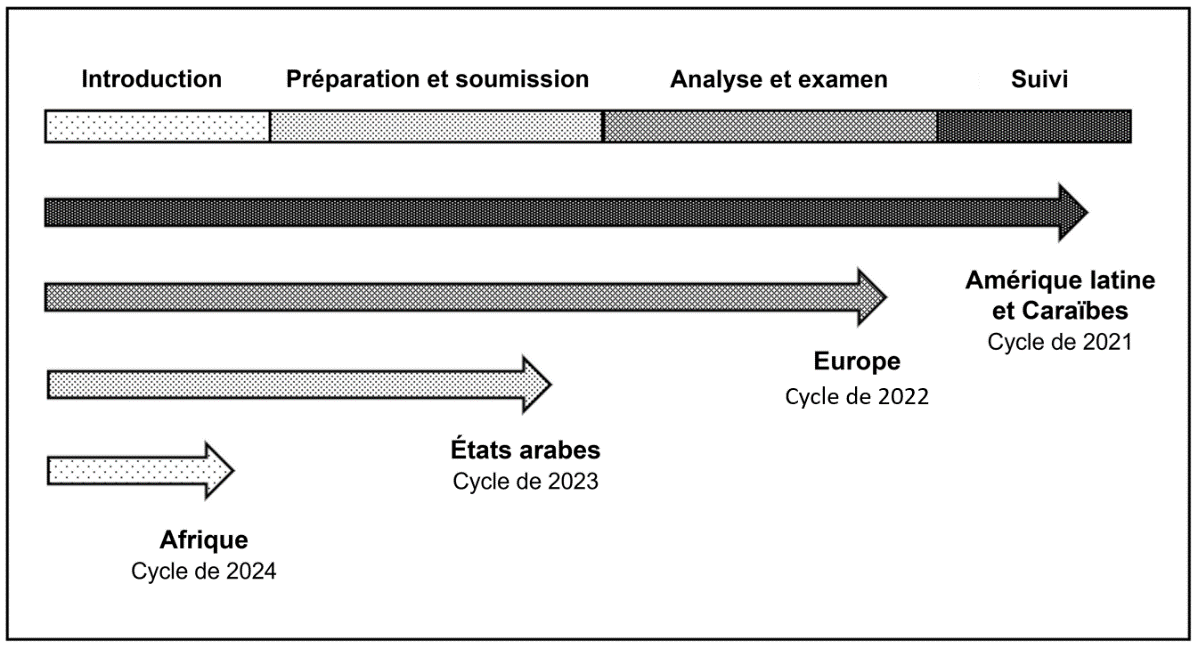 Introduction
Préparation et soumission
Analyse et examen
Suivi
Amérique latine
et Caraïbes
Cycle de 2021
Europe
Cycle de 2022
États arabes
Cycle de 2023
Afrique
Cycle de 2024